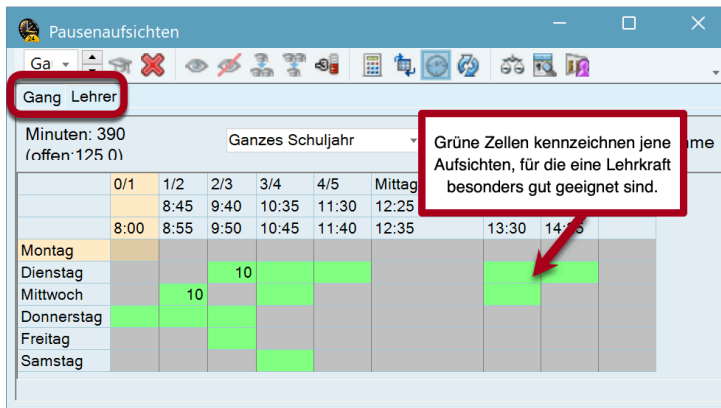 Pausenaufsichten
Ga
Gang Lehrer
Minuten: 390
(offen:125 0)
Ganzes Schuljahr
me
Grüne Zellen kennzeichnen jene
Aufsichten, für die eine Lehrkraft
besonders gut geeignet sind.
0/1 1/2 2/3 3/4 4/5 Mittag
8:45 9:40 10:35 11:30 12:25
8:00 8:55 9:50 10:45 11:40 12:35 13:30
Montag
Dienstag 10
Mittwoch 10
Donnerstag
Freitag
Samstag